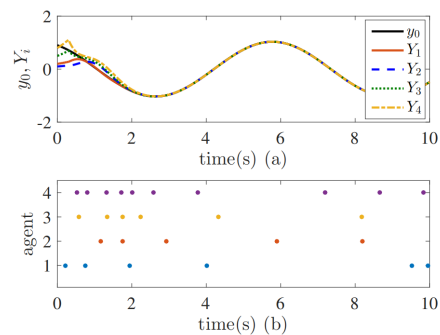 2
0
-2
y₀, Yᵢ
y₀
Y₁
Y₂
Y₃
Y₄
0 2 4 6 8 10
time(s) (a)
4
3
2
1
agent
0 2 4 6 8 10
time(s) (b)